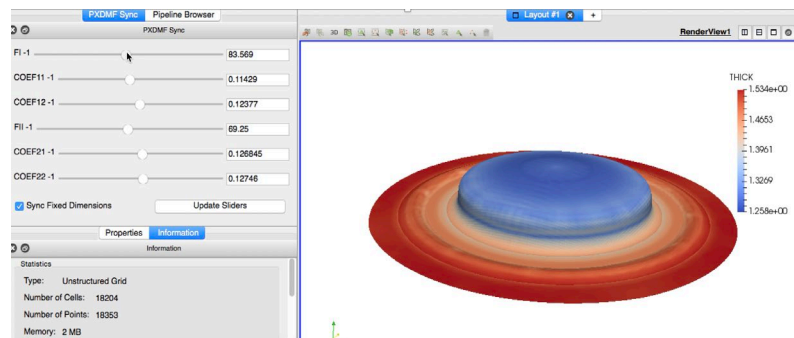 PXDMF Sync Pipeline Browser
PXDMF Sync
FI -1 83.569
COEF11 -1 0.11429
COEF12 -1 0.12377
FII -1 69.25
COEF21 -1 0.126845
COEF22 -1 0.12746
Sync Fixed Dimensions Update Sliders
Properties Information
Information
Statistics
Type: Unstructured Grid
Number of Cells: 18204
Number of Points: 18353
Memory: 2 MB
Layout #1 +
3D RenderView1
THICK
1.534e+00
1.4653
1.3961
1.3269
1.258e+00